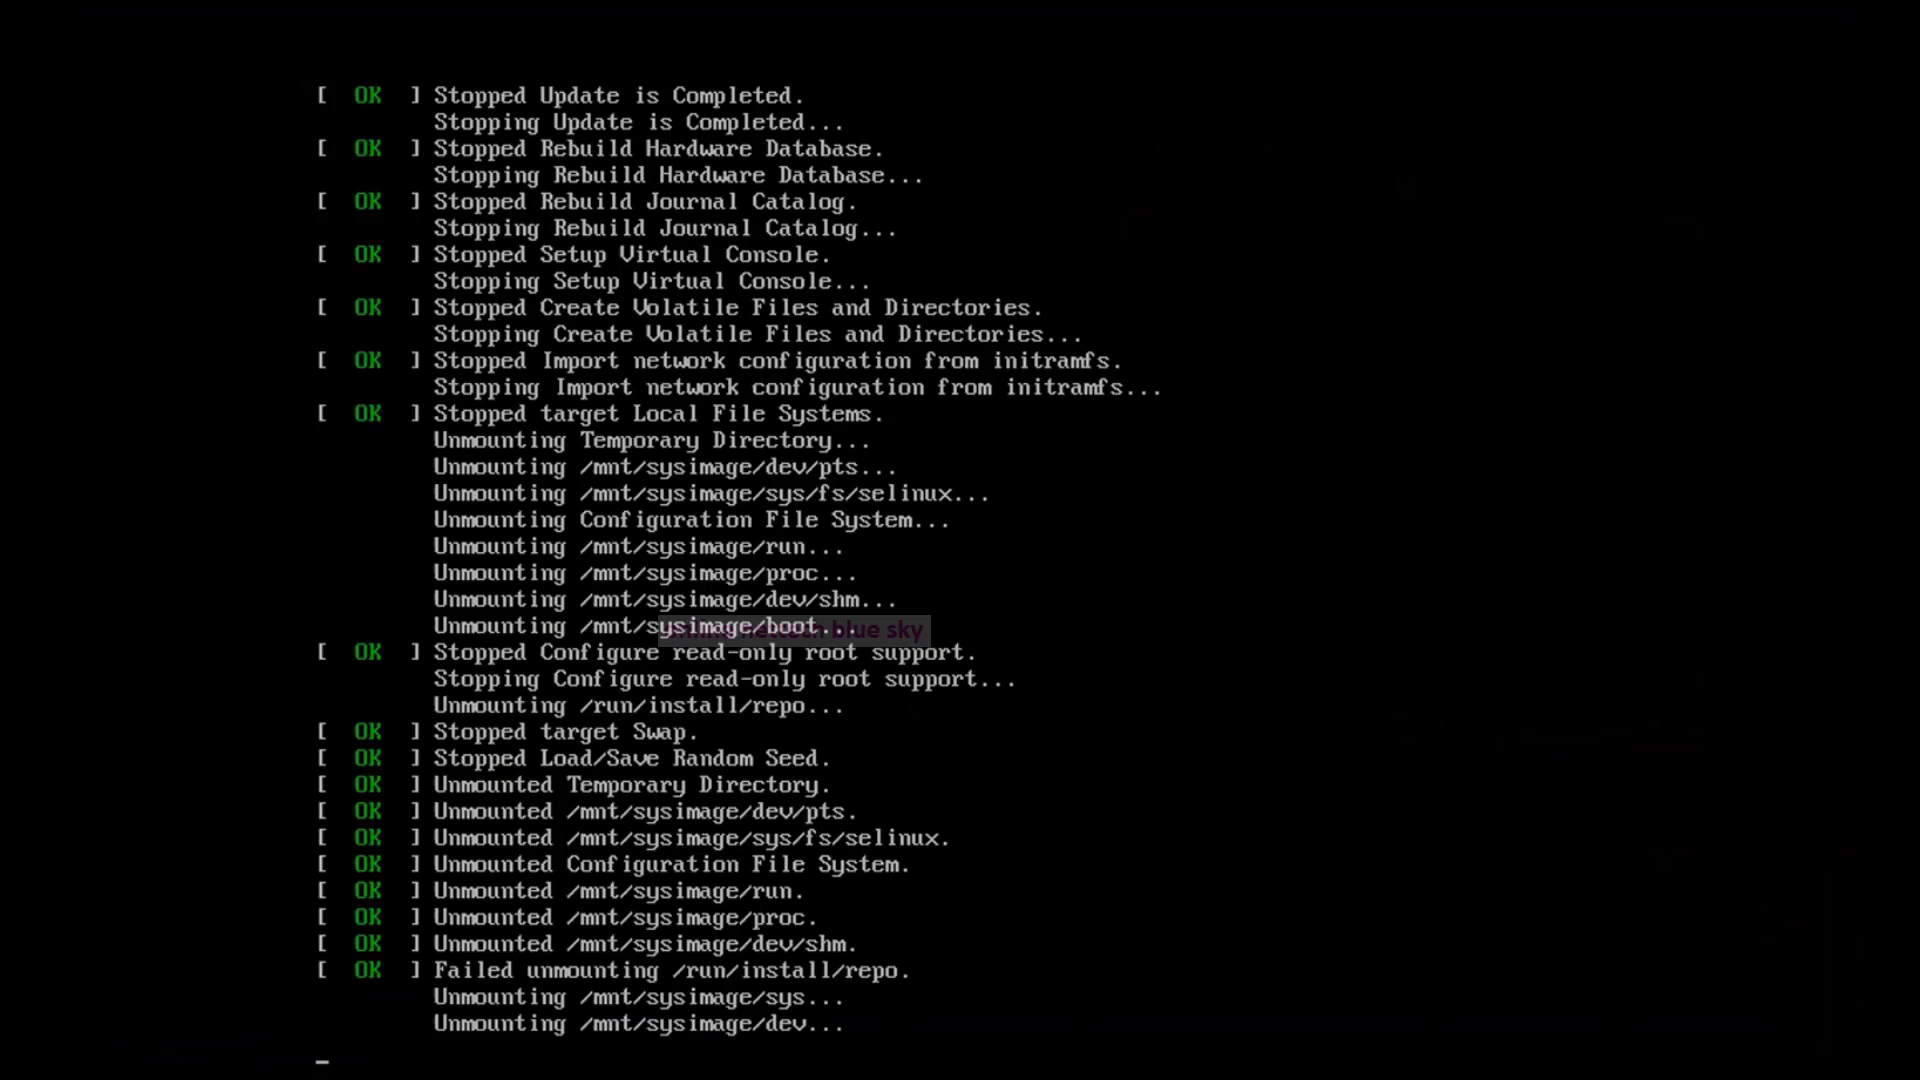 [ OK ] Stopped Update is Completed.
Stopping Update is Completed...
[ OK ] Stopped Rebuild Hardware Database.
Stopping Rebuild Hardware Database...
[ OK ] Stopped Rebuild Journal Catalog.
Stopping Rebuild Journal Catalog...
[ OK ] Stopped Setup Virtual Console.
Stopping Setup Virtual Console...
[ OK ] Stopped Create Volatile Files and Directories.
Stopping Create Volatile Files and Directories...
[ OK ] Stopped Import network configuration from initramfs.
Stopping Import network configuration from initramfs...
[ OK ] Stopped target Local File Systems.
Unmounting Temporary Directory...
Unmounting /mnt/sysimage/dev/pts...
Unmounting /mnt/sysimage/sys/fs/selinux...
Unmounting Configuration File System...
Unmounting /mnt/sysimage/run...
Unmounting /mnt/sysimage/proc...
Unmounting /mnt/sysimage/dev/shm...
Unmounting /mnt/sysimage/boot...
blue sky
[ OK ] Stopped Configure read-only root support.
Stopping Configure read-only root support...
Unmounting /run/install/repo...
[ OK ] Stopped target Swap.
[ OK ] Stopped Load/Save Random Seed.
[ OK ] Unmounted Temporary Directory.
[ OK ] Unmounted /mnt/sysimage/dev/pts.
[ OK ] Unmounted /mnt/sysimage/sys/fs/selinux.
[ OK ] Unmounted Configuration File System.
[ OK ] Unmounted /mnt/sysimage/run.
[ OK ] Unmounted /mnt/sysimage/proc.
[ OK ] Unmounted /mnt/sysimage/dev/shm.
[ OK ] Failed unmounting /run/install/repo.
Unmounting /mnt/sysimage/sys...
Unmounting /mnt/sysimage/dev...
_